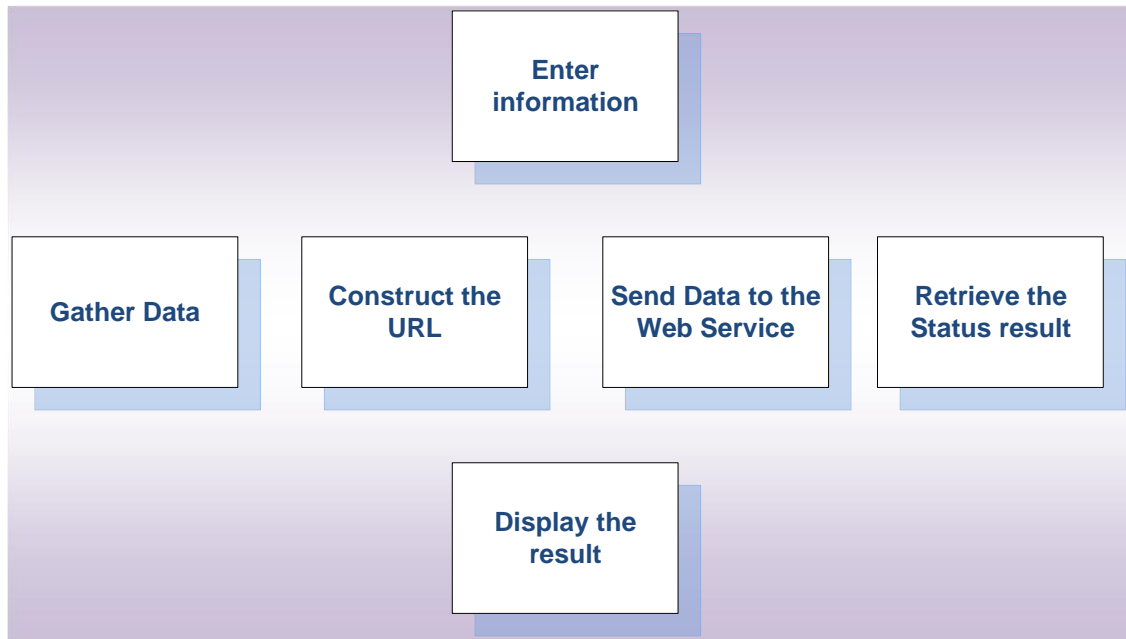 Enter
information
Gather Data
Construct the
URL
Send Data to the
Web Service
Retrieve the
Status result
Display the
result